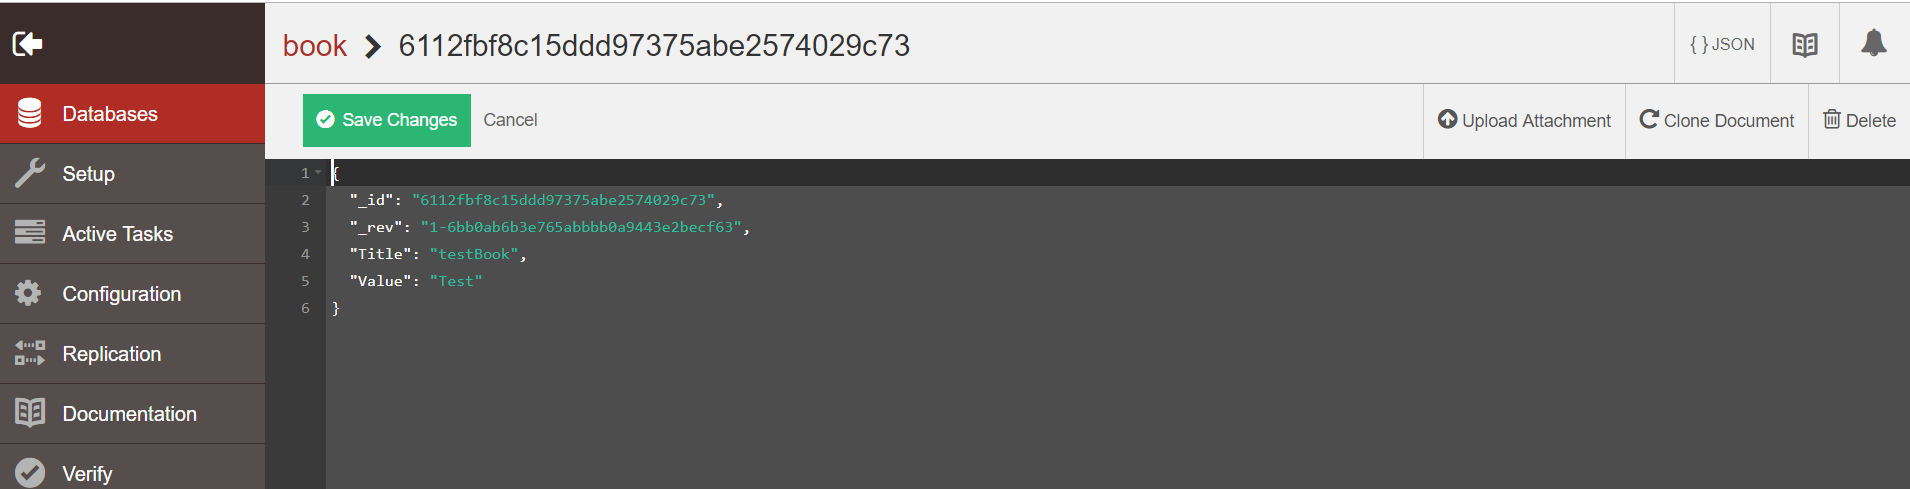 book > 6112fbf8c15ddd97375abe2574029c73
{ } JSON
Databases
Setup
Active Tasks
Configuration
Replication
Documentation
Verify
Save Changes
Cancel
Upload Attachment
Clone Document
Delete
1 {
2 "_id": "6112fbf8c15ddd97375abe2574029c73",
3 "_rev": "1-6bb0ab6b3e765abbbb0a9443e2becf63",
4 "Title": "testBook",
5 "Value": "Test"
6 }